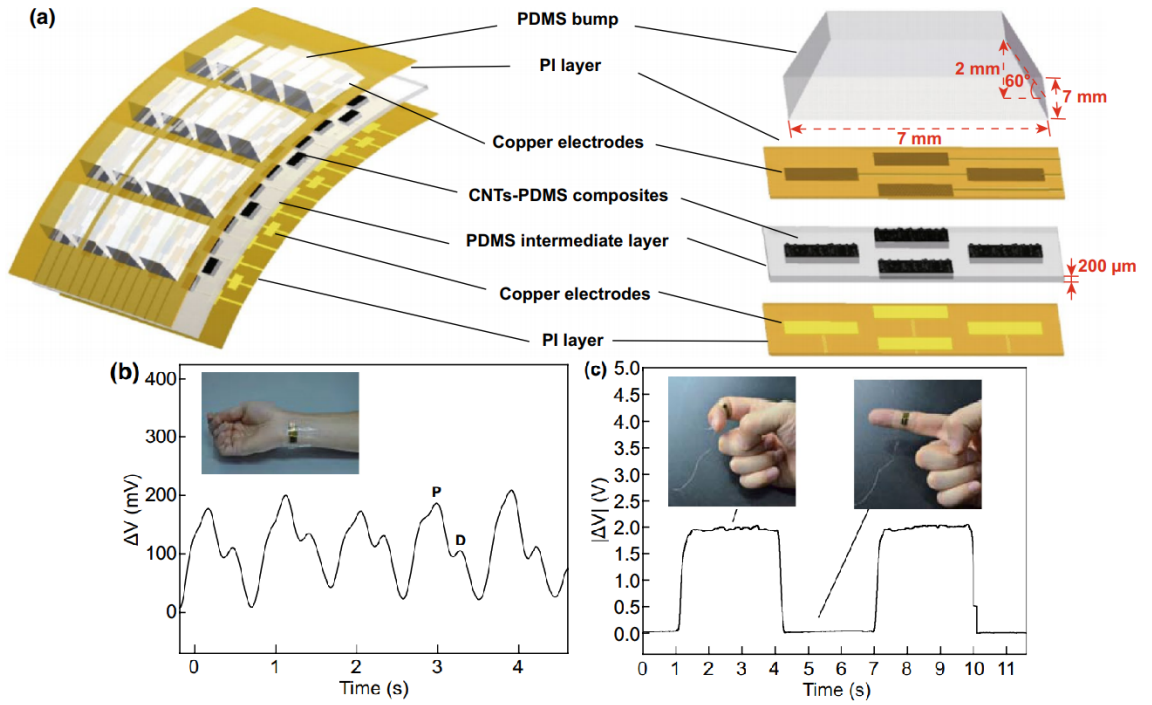 (a)
PDMS bump
PI layer
Copper electrodes
CNTs-PDMS composites
PDMS intermediate layer
Copper electrodes
PI layer
2 mm
60°
7 mm
7 mm
200 μm
(b)
400
300
200
100
0
ΔV (mV)
P
D
0 1 2 3 4
Time (s)
(c)
5.0
4.5
4.0
3.5
3.0
2.5
2.0
1.5
1.0
0.5
0.0
|ΔV| (V)
0 1 2 3 4 5 6 7 8 9 10 11
Time (s)